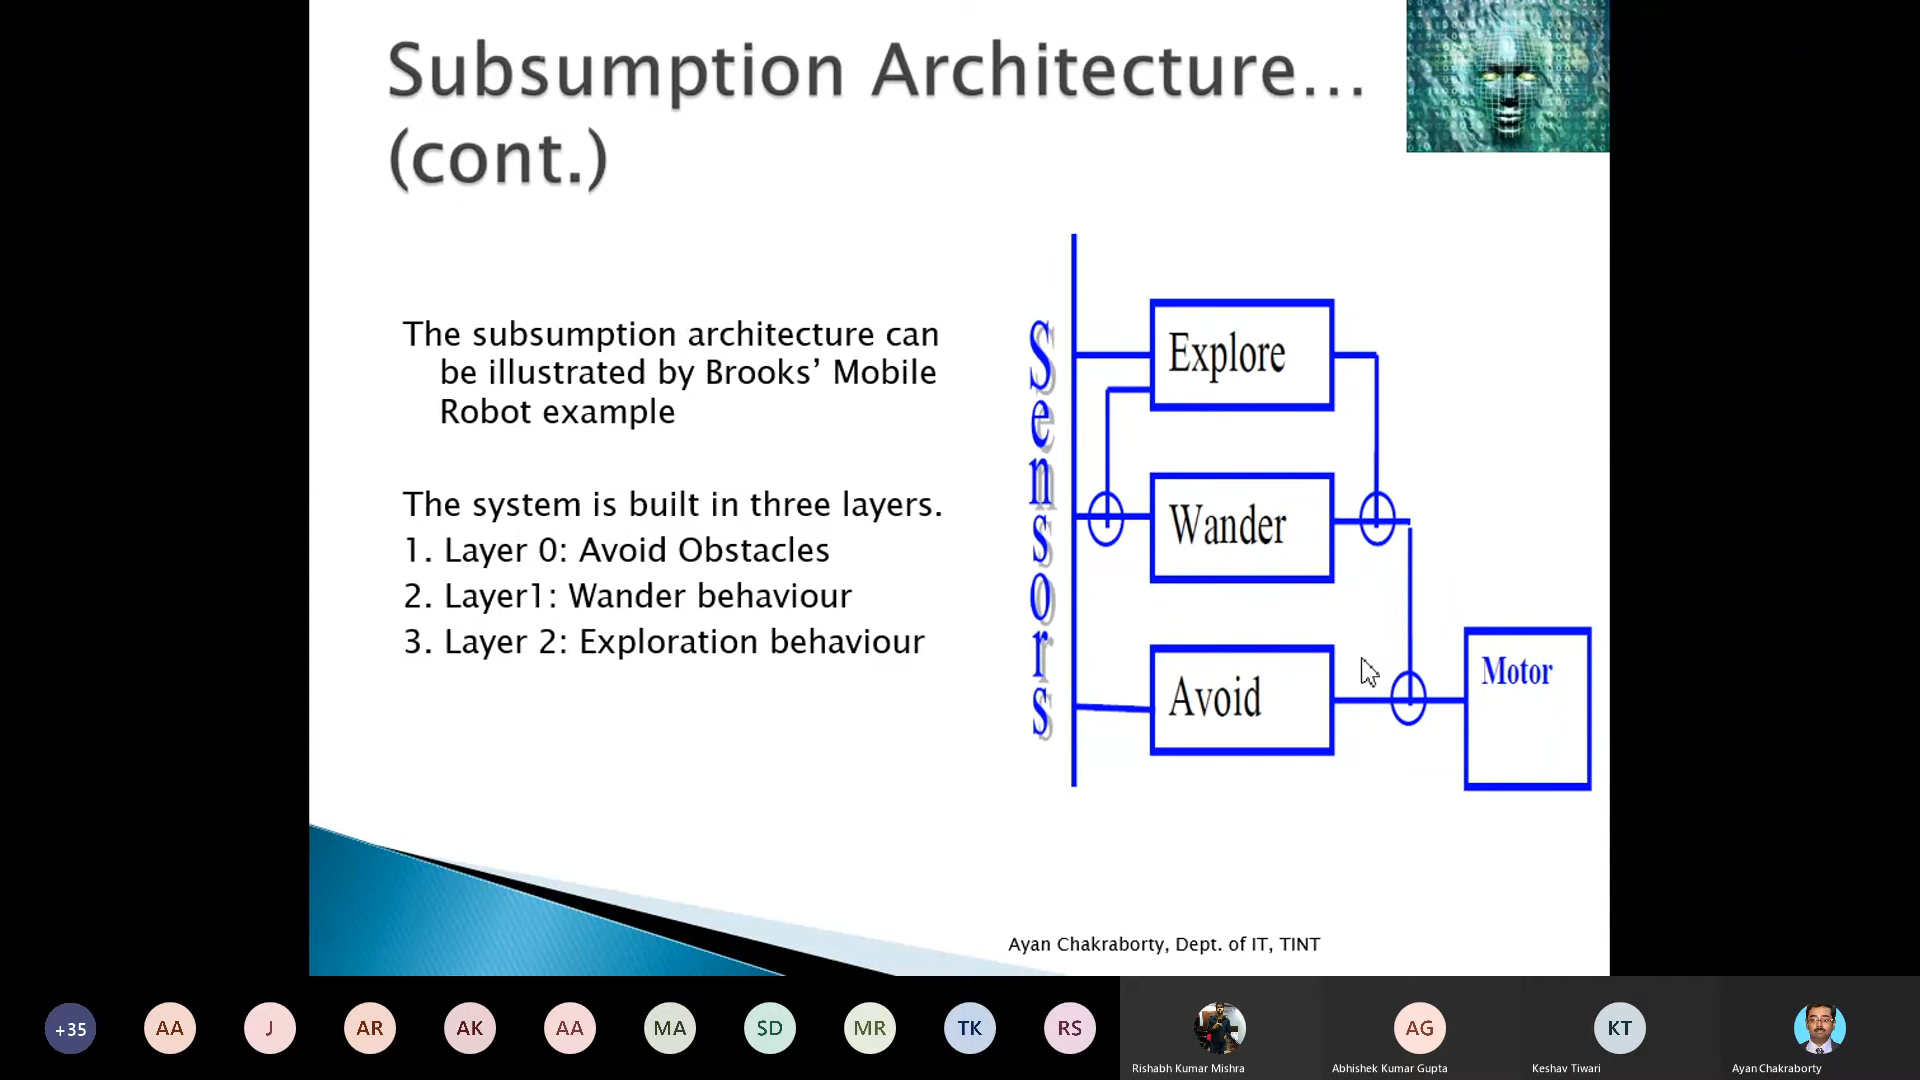 Subsumption Architecture...
(cont.)
The subsumption architecture can
be illustrated by Brooks’ Mobile
Robot example
The system is built in three layers.
1. Layer 0: Avoid Obstacles
2. Layer1: Wander behaviour
3. Layer 2: Exploration behaviour
Sensors
Explore
Wander
Avoid
Motor
Ayan Chakraborty, Dept. of IT, TINT
+35
AA
J
AR
AK
AA
MA
SD
MR
TK
RS
AG
KT
Rishabh Kumar Mishra
Abhishek Kumar Gupta
Keshav Tiwari
Ayan Chakraborty